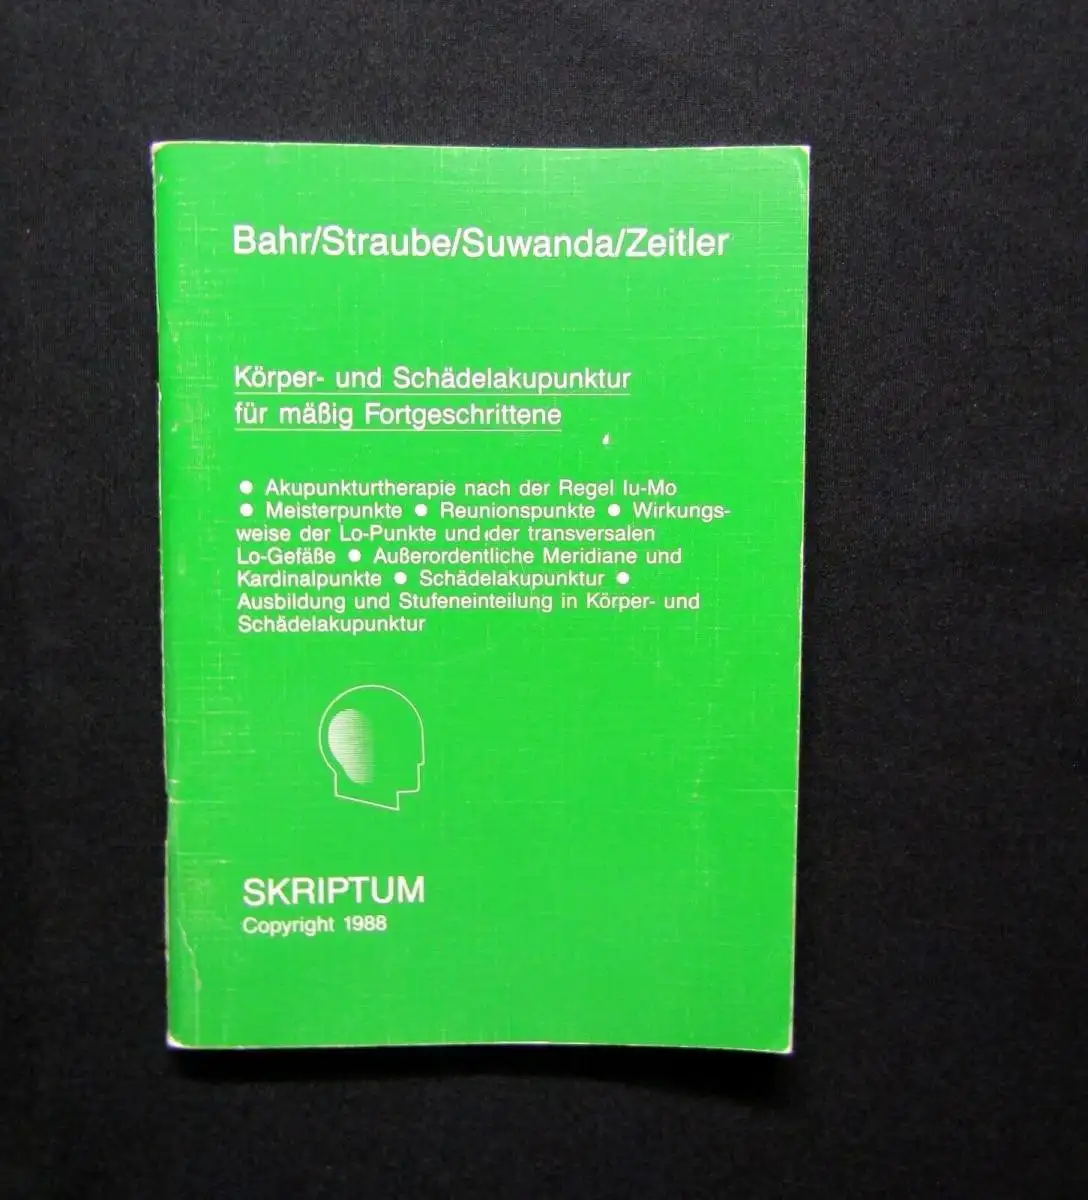 Bahr/Straube/Suwanda/Zeitler
Körper- und Schädelakupunktur
für mäßig Fortgeschrittene
● Akupunkturtherapie nach der Regel Iu-Mo
● Meisterpunkte ● Reunionspunkte ● Wirkungs-
weise der Lo-Punkte und der transversalen
Lo-Gefäße ● Außerordentliche Meridiane und
Kardinalpunkte ● Schädelakupunktur ●
Ausbildung und Stufeneinteilung in Körper- und
Schädelakupunktur
SKRIPTUM
Copyright 1988